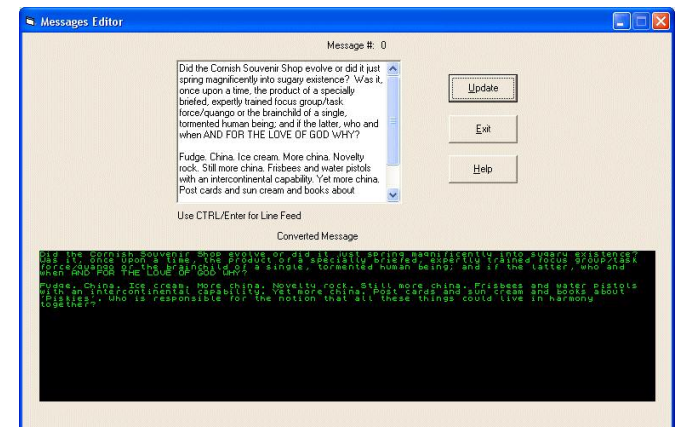 Messages Editor
Message #: 0
Did the Cornish Souvenir Shop evolve or did it just
spring magnificently into sugary existence? Was it,
once upon a time, the product of a specially
briefed, expertly trained focus group/task
force/quango or the brainchild of a single,
tormented human being; and if the latter, who and
when AND FOR THE LOVE OF GOD WHY?
Fudge. China. Ice cream. More china. Novelty
rock. Still more china. Frisbees and water pistols
with an intercontinental capability. Yet more china.
Post cards and sun cream and books about
Update
Exit
Help
Use CTRL/Enter for Line Feed
Converted Message
Did the Cornish Souvenir Shop evolve or did it just spring magnificently into sugary existence?
Was it, once upon a time, the product of a specially briefed, expertly trained focus group/task
force/quango or the brainchild of a single, tormented human being; and if the latter, who and
when AND FOR THE LOVE OF GOD WHY?
Fudge. China. Ice cream. More china. Novelty rock. Still more china. Frisbees and water pistols
with an intercontinental capability. Yet more china. Post cards and sun cream and books about
'Piskies'. Who is responsible for the notion that all these things could live in harmony
together?